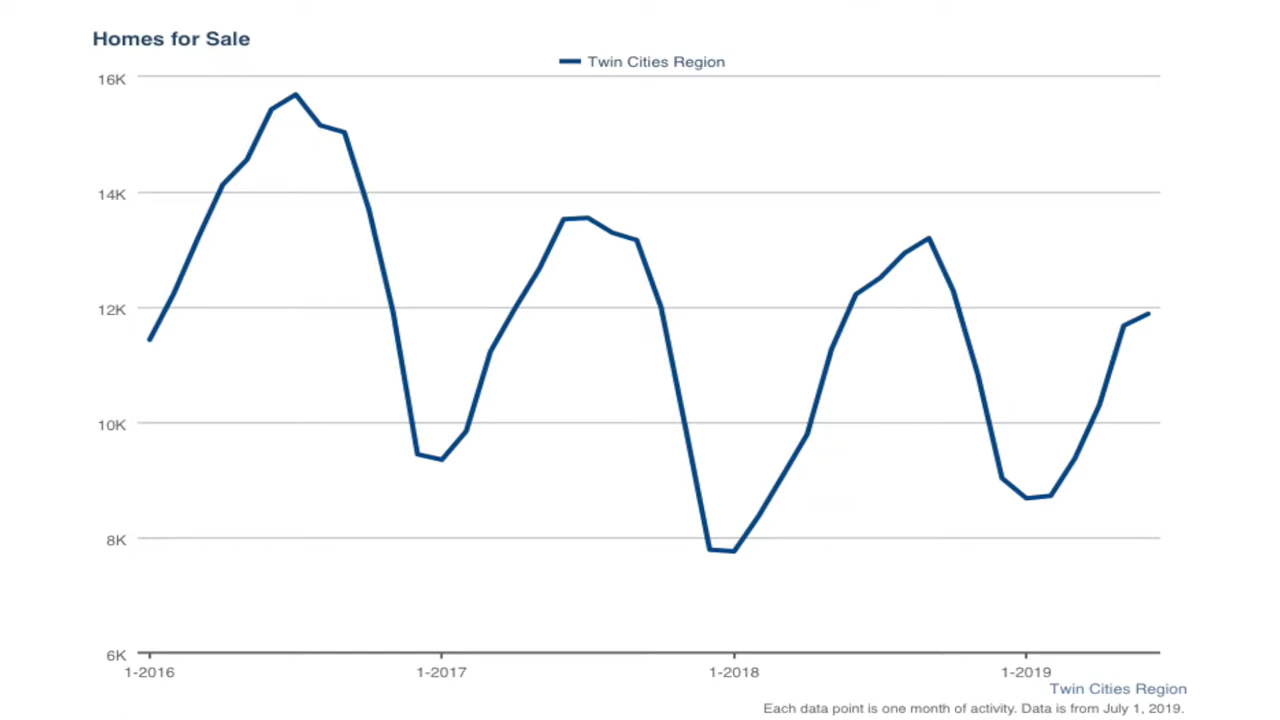 Homes for Sale
Twin Cities Region
16K
14K
12K
10K
8K
6K
1-2016 1-2017 1-2018 1-2019
Twin Cities Region
Each data point is one month of activity. Data is from July 1, 2019.